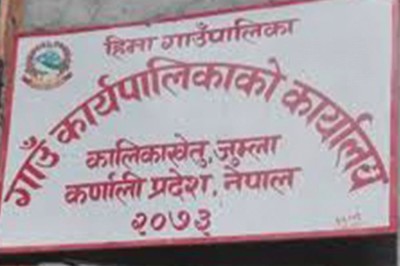 हिमा गाउँपालिका
गाउँ कार्यपालिकाको कार्यालय
कालिकाखेतु, जुम्ला
कर्णाली प्रदेश, नेपाल
२०७३